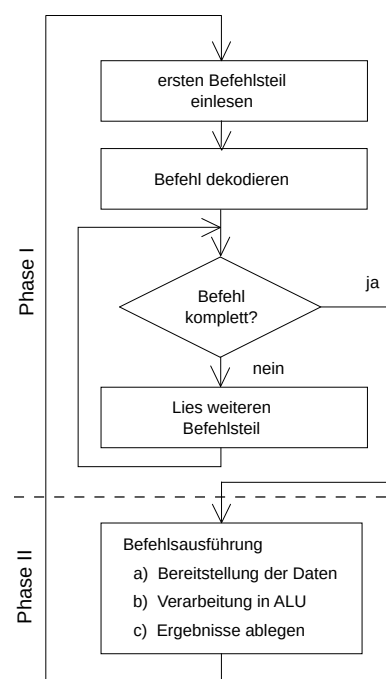 ersten Befehlsteil
einlesen
Befehl dekodieren
Phase I
Befehl
komplett?
ja
nein
Lies weiteren
Befehlsteil
Phase II
Befehlsausführung
a) Bereitstellung der Daten
b) Verarbeitung in ALU
c) Ergebnisse ablegen